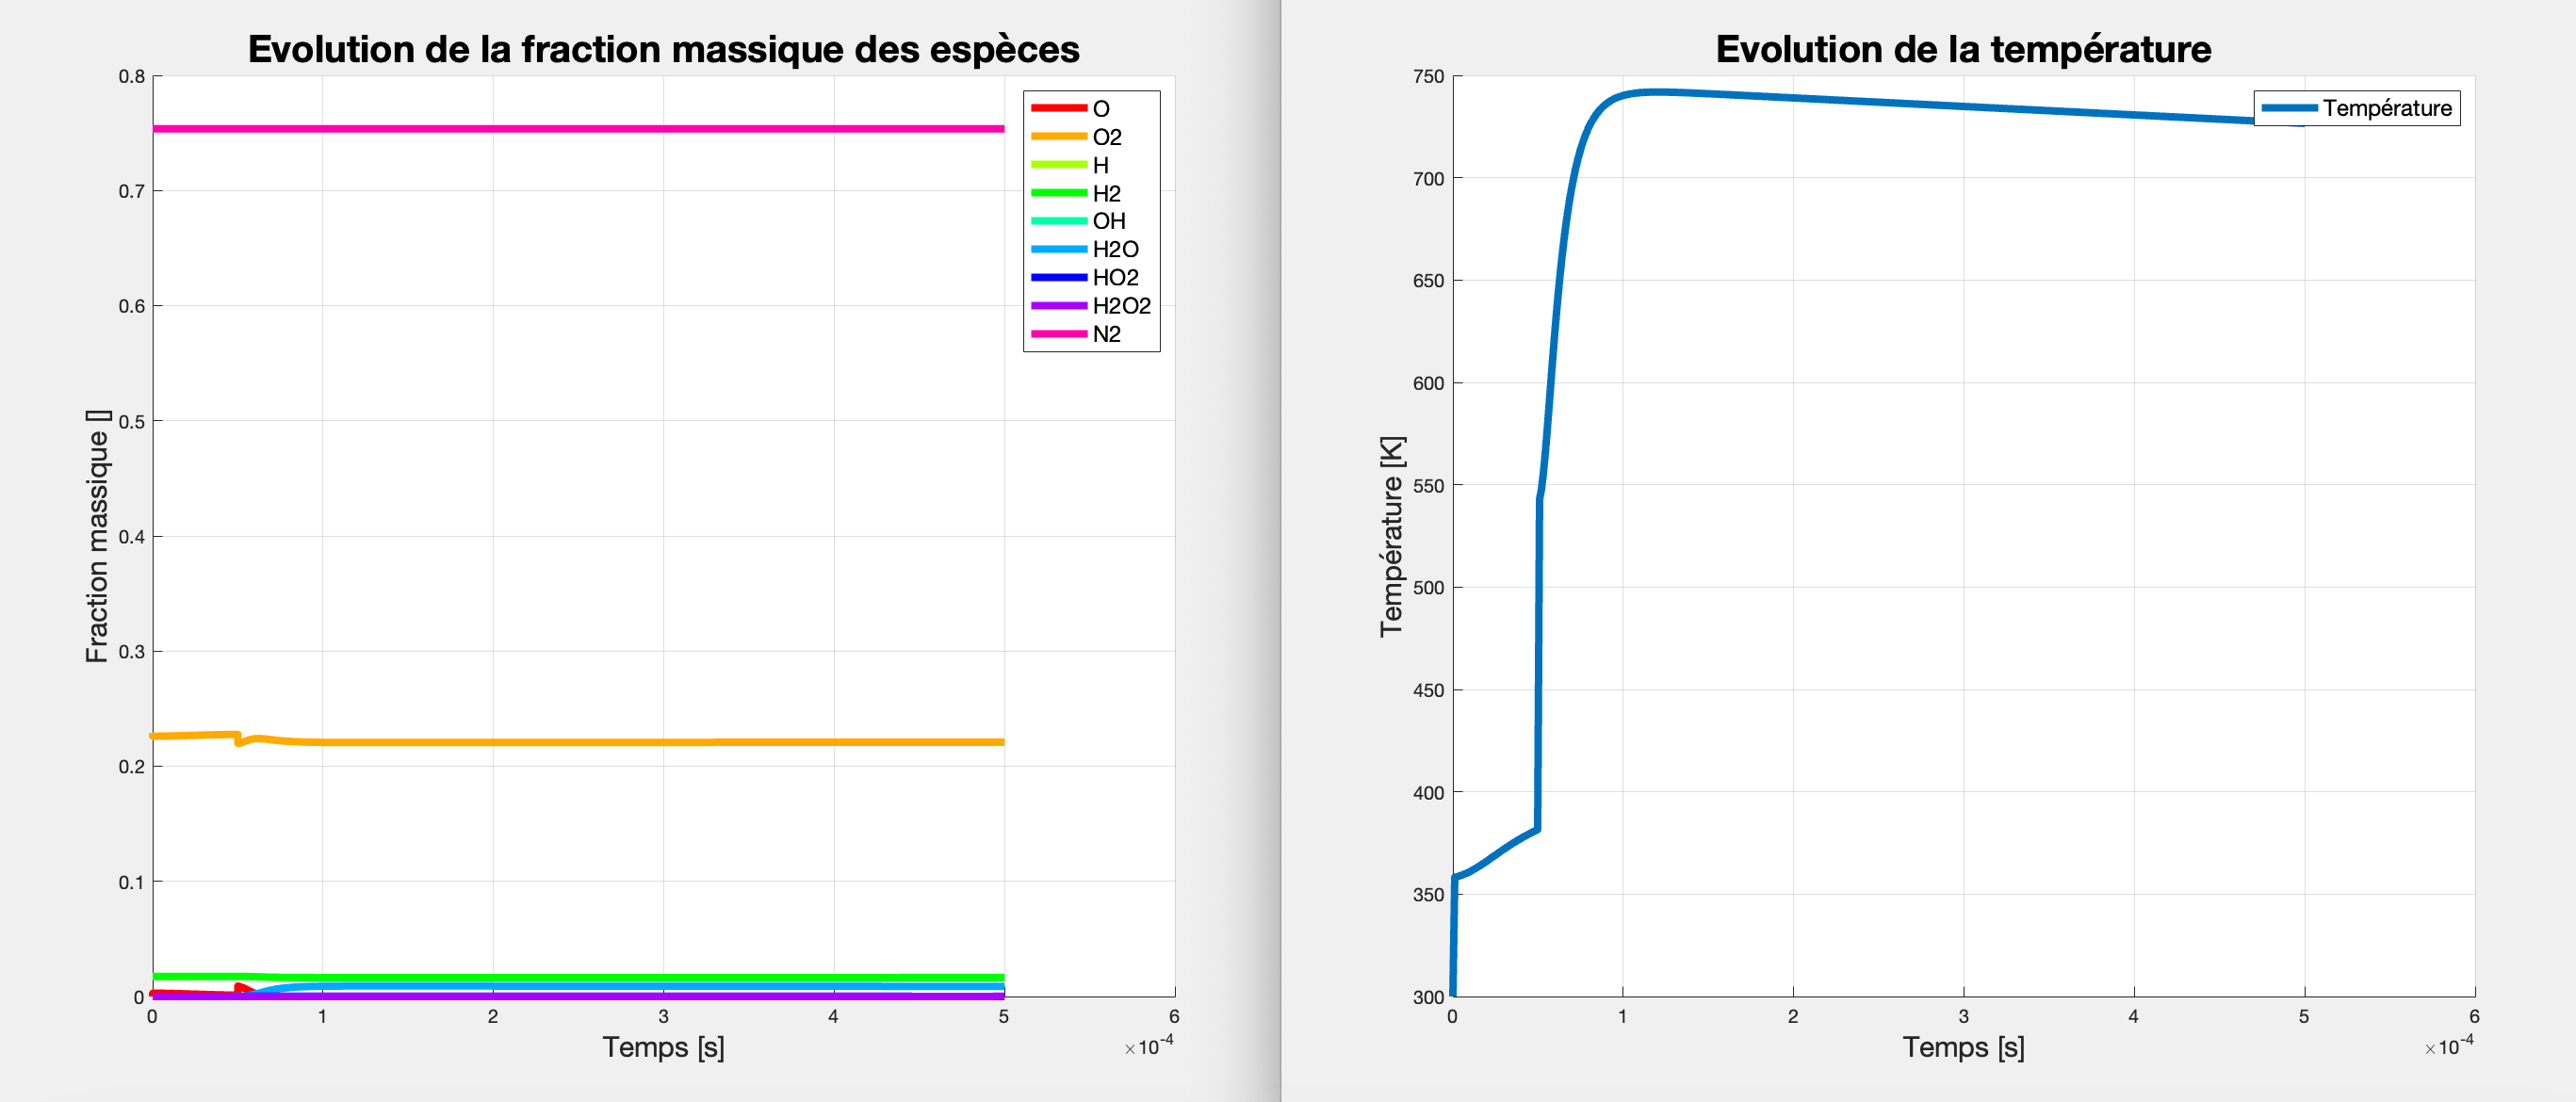 Evolution de la fraction massique des espèces
0.8
0.7
0.6
0.5
0.4
0.3
0.2
0.1
0
Fraction massique []
O
O2
H
H2
OH
H2O
HO2
H2O2
N2
0 1 2 3 4 5 6
Temps [s]
×10-4
Evolution de la température
750
700
650
600
550
500
450
400
350
300
Température [K]
Température
0 1 2 3 4 5 6
Temps [s]
×10-4